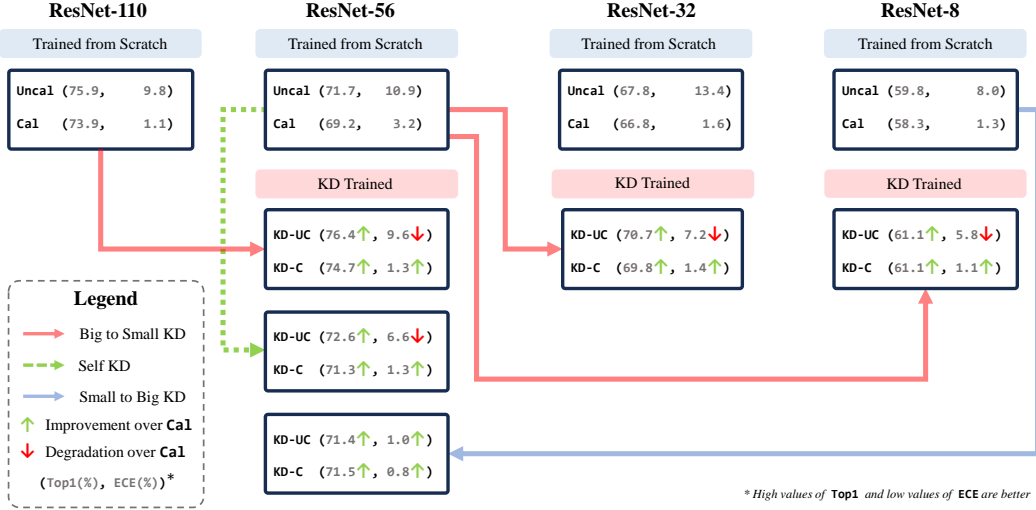 ResNet-110
ResNet-56
ResNet-32
ResNet-8
Trained from Scratch
Trained from Scratch
Trained from Scratch
Trained from Scratch
Uncal (75.9, 9.8)
Cal (73.9, 1.1)
Uncal (71.7, 10.9)
Cal (69.2, 3.2)
Uncal (67.8, 13.4)
Cal (66.8, 1.6)
Uncal (59.8, 8.0)
Cal (58.3, 1.3)
KD Trained
KD Trained
KD Trained
KD-UC (76.4↑, 9.6↓)
KD-C (74.7↑, 1.3↑)
KD-UC (70.7↑, 7.2↓)
KD-C (69.8↑, 1.4↑)
KD-UC (61.1↑, 5.8↓)
KD-C (61.1↑, 1.1↑)
KD-UC (72.6↑, 6.6↓)
KD-C (71.3↑, 1.3↑)
KD-UC (71.4↑, 1.0↑)
KD-C (71.5↑, 0.8↑)
Legend
Big to Small KD
Self KD
Small to Big KD
↑ Improvement over Cal
↓ Degradation over Cal
(Top1(%), ECE(%))*
* High values of Top1 and low values of ECE are better